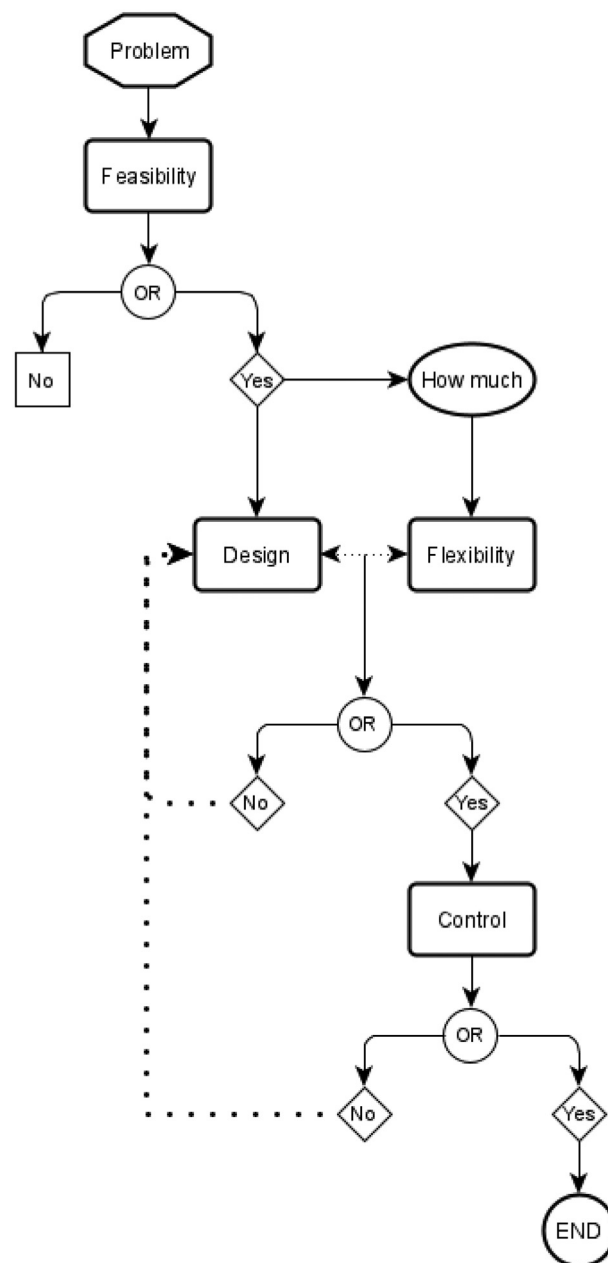 Problem
Feasibility
OR
No
Yes
How much
Design
Flexibility
OR
No
Yes
Control
OR
No
Yes
END